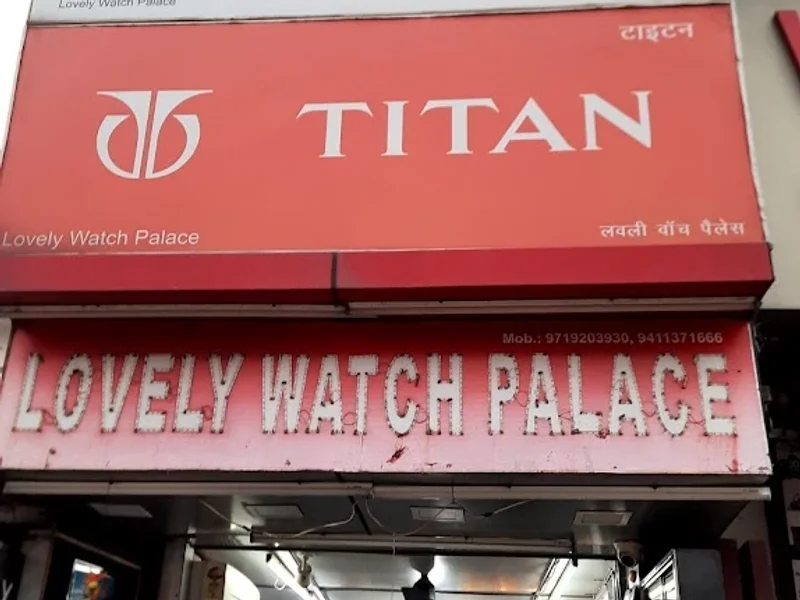 Lovely Watch Palace
टाइटन
TITAN
Lovely Watch Palace
लवली वॉच पैलेस
Mob.: 9719203930, 9411371666
LOVELY WATCH PALACE